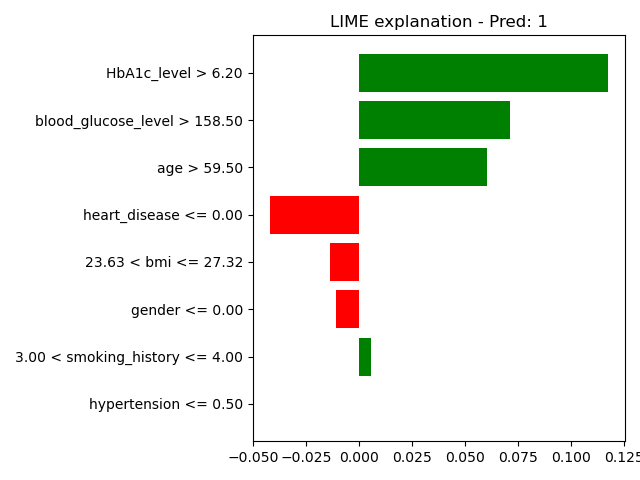 LIME explanation - Pred: 1
HbA1c_level > 6.20
blood_glucose_level > 158.50
age > 59.50
heart_disease <= 0.00
23.63 < bmi <= 27.32
gender <= 0.00
3.00 < smoking_history <= 4.00
hypertension <= 0.50
−0.050 −0.025 0.000 0.025 0.050 0.075 0.100 0.125